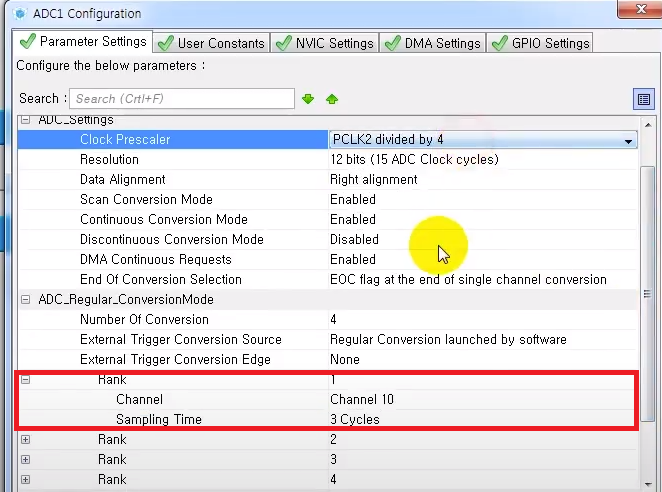 ADC1 Configuration
Parameter Settings User Constants NVIC Settings DMA Settings GPIO Settings
Configure the below parameters :
Search : Search (Crtl+F)
ADC_Settings
Clock Prescaler PCLK2 divided by 4
Resolution 12 bits (15 ADC Clock cycles)
Data Alignment Right alignment
Scan Conversion Mode Enabled
Continuous Conversion Mode Enabled
Discontinuous Conversion Mode Disabled
DMA Continuous Requests Enabled
End Of Conversion Selection EOC flag at the end of single channel conversion
ADC_Regular_ConversionMode
Number Of Conversion 4
External Trigger Conversion Source Regular Conversion launched by software
External Trigger Conversion Edge None
Rank 1
Channel Channel 10
Sampling Time 3 Cycles
Rank 2
Rank 3
Rank 4